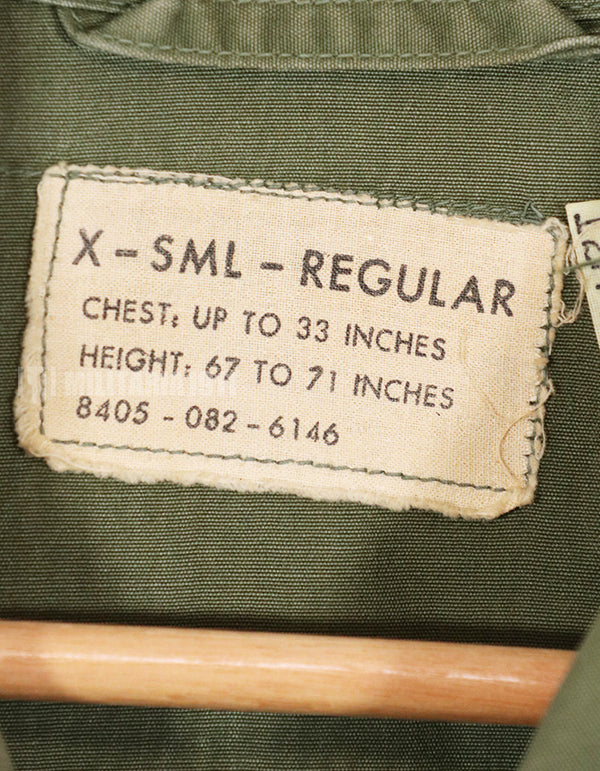 X - SML - REGULAR
CHEST: UP TO 33 INCHES
HEIGHT: 67 TO 71 INCHES
8405 - 082 - 6146